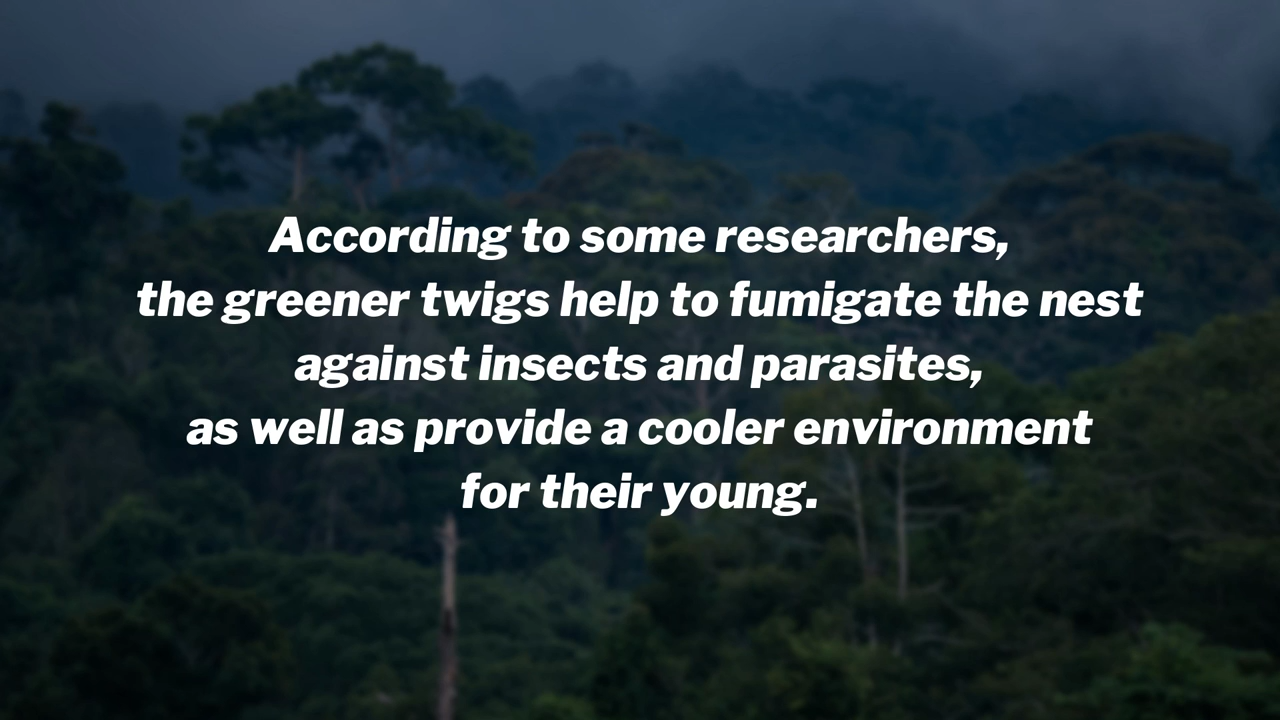 According to some researchers,
the greener twigs help to fumigate the nest
against insects and parasites,
as well as provide a cooler environment
for their young.